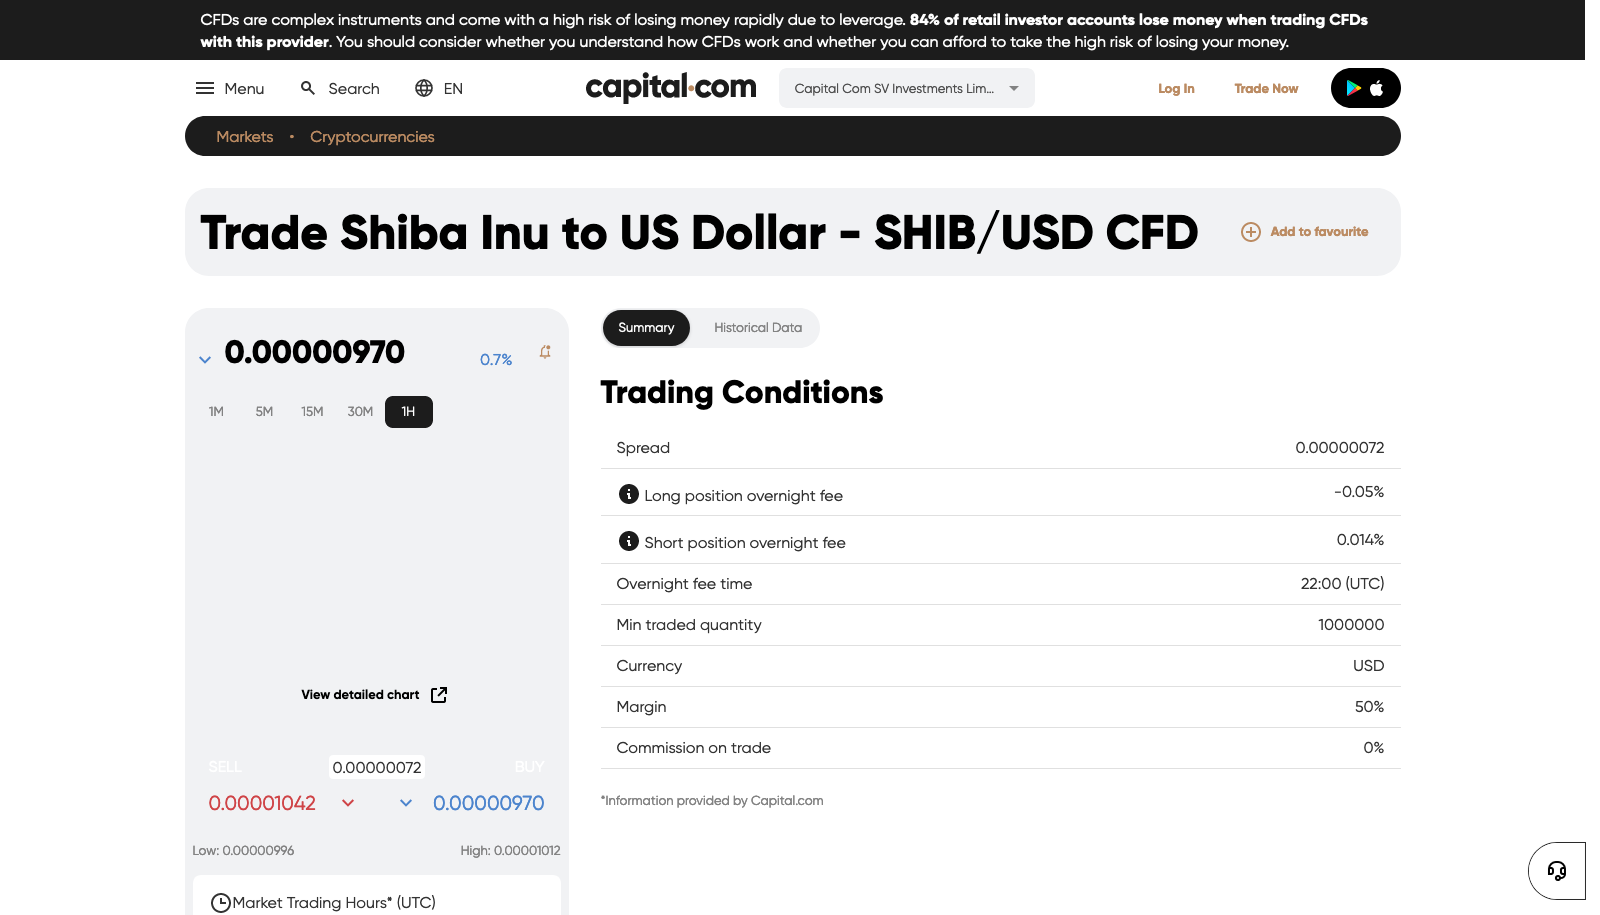 CFDs are complex instruments and come with a high risk of losing money rapidly due to leverage. 84% of retail investor accounts lose money when trading CFDs
with this provider. You should consider whether you understand how CFDs work and whether you can afford to take the high risk of losing your money.
Menu Search EN capital.com Capital Com SV Investments Lim... Log In Trade Now
Markets • Cryptocurrencies
Trade Shiba Inu to US Dollar - SHIB/USD CFD Add to favourite
0.00000970 0.7%
1M 5M 15M 30M 1H
View detailed chart
SELL 0.00000072 BUY
0.00001042 0.00000970
Low: 0.00000996 High: 0.00001012
Market Trading Hours* (UTC)
Summary Historical Data
Trading Conditions
Spread 0.00000072
Long position overnight fee -0.05%
Short position overnight fee 0.014%
Overnight fee time 22:00 (UTC)
Min traded quantity 1000000
Currency USD
Margin 50%
Commission on trade 0%
*Information provided by Capital.com